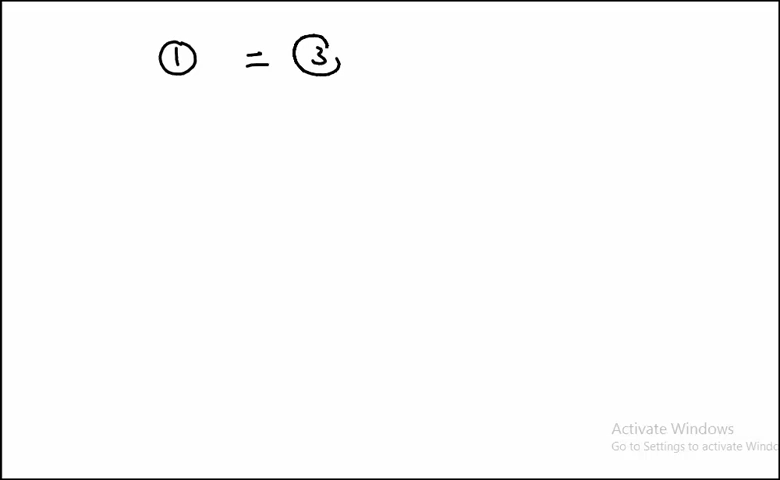 ① = ③
Activate Windows
Go to Settings to activate Windo